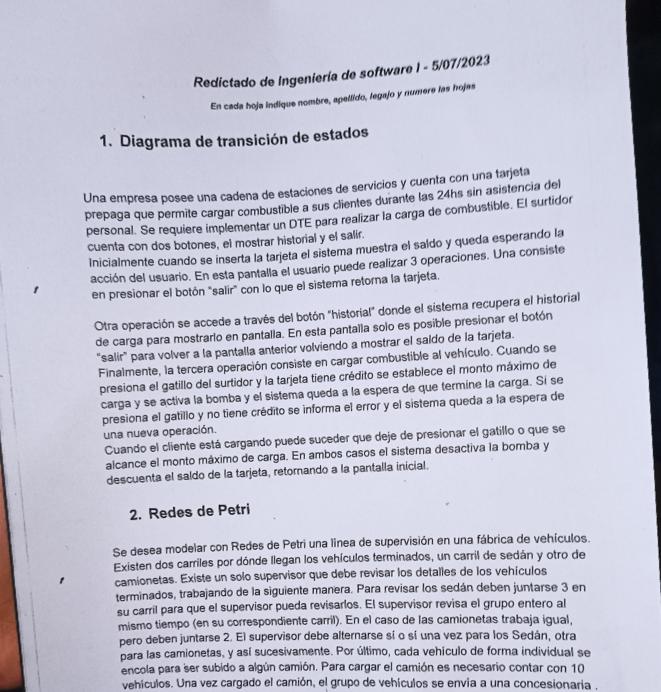 Redictado de Ingeniería de software I - 5/07/2023
En cada hoja indique nombre, apellido, legajo y numere las hojas
1. Diagrama de transición de estados
Una empresa posee una cadena de estaciones de servicios y cuenta con una tarjeta
prepaga que permite cargar combustible a sus clientes durante las 24hs sin asistencia del
personal. Se requiere implementar un DTE para realizar la carga de combustible. El surtidor
cuenta con dos botones, el mostrar historial y el salir.
Inicialmente cuando se inserta la tarjeta el sistema muestra el saldo y queda esperando la
acción del usuario. En esta pantalla el usuario puede realizar 3 operaciones. Una consiste
en presionar el botón "salir" con lo que el sistema retorna la tarjeta.
Otra operación se accede a través del botón "historial" donde el sistema recupera el historial
de carga para mostrarlo en pantalla. En esta pantalla solo es posible presionar el botón
"salir" para volver a la pantalla anterior volviendo a mostrar el saldo de la tarjeta.
Finalmente, la tercera operación consiste en cargar combustible al vehículo. Cuando se
presiona el gatillo del surtidor y la tarjeta tiene crédito se establece el monto máximo de
carga y se activa la bomba y el sistema queda a la espera de que termine la carga. Si se
presiona el gatillo y no tiene crédito se informa el error y el sistema queda a la espera de
una nueva operación.
Cuando el cliente está cargando puede suceder que deje de presionar el gatillo o que se
alcance el monto máximo de carga. En ambos casos el sistema desactiva la bomba y
descuenta el saldo de la tarjeta, retornando a la pantalla inicial.
2. Redes de Petri
Se desea modelar con Redes de Petri una línea de supervisión en una fábrica de vehículos.
Existen dos carriles por dónde llegan los vehículos terminados, un carril de sedán y otro de
camionetas. Existe un solo supervisor que debe revisar los detalles de los vehículos
terminados, trabajando de la siguiente manera. Para revisar los sedán deben juntarse 3 en
su carril para que el supervisor pueda revisarlos. El supervisor revisa el grupo entero al
mismo tiempo (en su correspondiente carril). En el caso de las camionetas trabaja igual,
pero deben juntarse 2. El supervisor debe alternarse sí o sí una vez para los Sedán, otra
para las camionetas, y así sucesivamente. Por último, cada vehículo de forma individual se
encola para ser subido a algún camión. Para cargar el camión es necesario contar con 10
vehículos. Una vez cargado el camión, el grupo de vehículos se envía a una concesionaria.